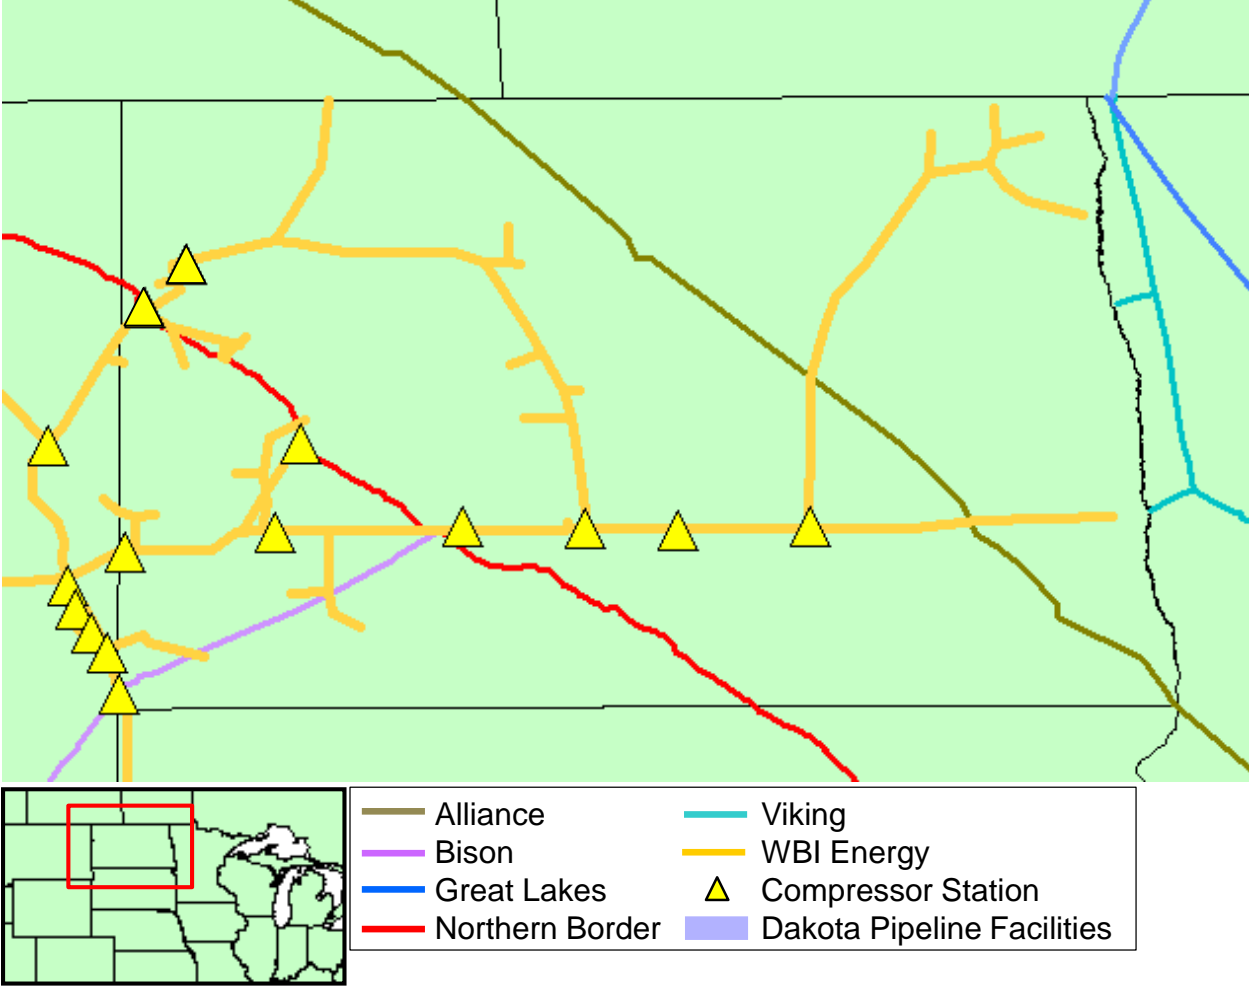 Alliance
Viking
Bison
WBI Energy
Great Lakes
Compressor Station
Northern Border
Dakota Pipeline Facilities